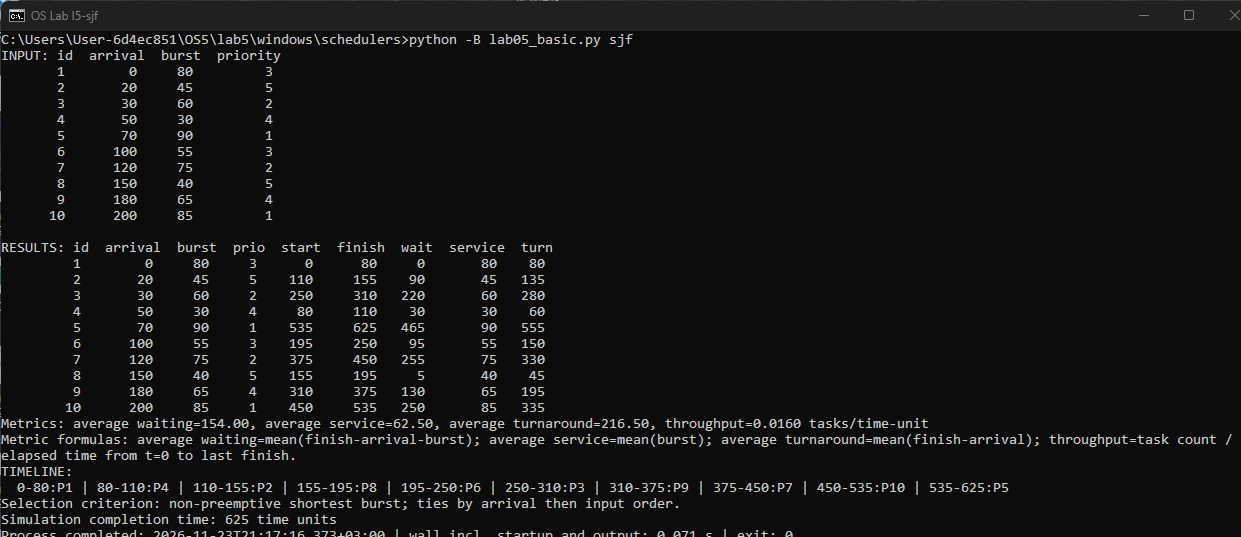 OS Lab l5-sjf
C:\Users\User-6d4ec851\OS5\lab5\windows\schedulers>python -B lab05_basic.py sjf
INPUT: id  arrival  burst  priority
       1        0     80         3
       2       20     45         5
       3       30     60         2
       4       50     30         4
       5       70     90         1
       6      100     55         3
       7      120     75         2
       8      150     40         5
       9      180     65         4
      10      200     85         1
RESULTS: id  arrival  burst  prio  start  finish  wait  service  turn
         1        0     80     3      0      80     0       80    80
         2       20     45     5    110     155    90       45   135
         3       30     60     2    250     310   220       60   280
         4       50     30     4     80     110    30       30    60
         5       70     90     1    535     625   465       90   555
         6      100     55     3    195     250    95       55   150
         7      120     75     2    375     450   255       75   330
         8      150     40     5    155     195     5       40    45
         9      180     65     4    310     375   130       65   195
        10      200     85     1    450     535   250       85   335
Metrics: average waiting=154.00, average service=62.50, average turnaround=216.50, throughput=0.0160 tasks/time-unit
Metric formulas: average waiting=mean(finish-arrival-burst); average service=mean(burst); average turnaround=mean(finish-arrival); throughput=task count /
elapsed time from t=0 to last finish.
TIMELINE:
  0-80:P1 | 80-110:P4 | 110-155:P2 | 155-195:P8 | 195-250:P6 | 250-310:P3 | 310-375:P9 | 375-450:P7 | 450-535:P10 | 535-625:P5
Selection criterion: non-preemptive shortest burst; ties by arrival then input order.
Simulation completion time: 625 time units
Process completed: 2026-11-23T21:17:16.373+03:00 | wall incl. startup and output: 0.071 s | exit: 0